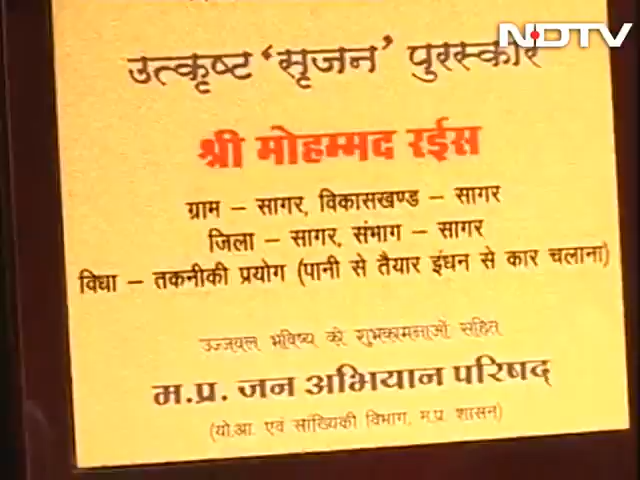 NDTV
उत्कृष्ट 'सृजन' पुरस्कार
श्री मोहम्मद रईस
ग्राम – सागर, विकासखण्ड – सागर
जिला – सागर, संभाग – सागर
विधा – तकनीकी प्रयोग (पानी से तैयार इंधन से कार चलाना)
उज्जवल भविष्य की शुभकामनाओं सहित
म.प्र. जन अभियान परिषद्
(यो.आ. एवं सांख्यिकी विभाग, म.प्र. शासन)